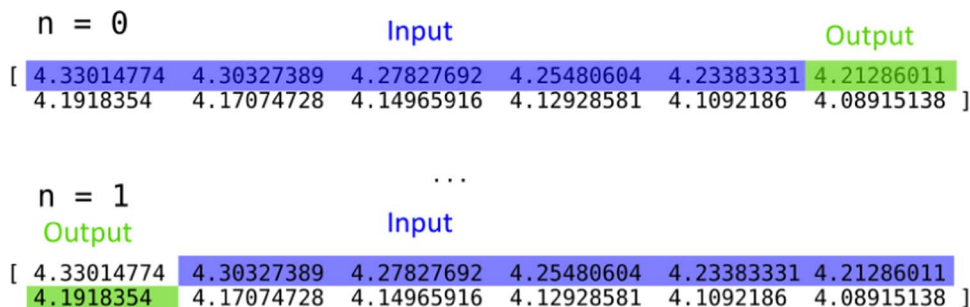 n = 0
Input
Output
[ 4.33014774 4.30327389 4.27827692 4.25480604 4.23383331 4.21286011
4.1918354 4.17074728 4.14965916 4.12928581 4.1092186 4.08915138 ]
...
n = 1
Input
Output
[ 4.33014774 4.30327389 4.27827692 4.25480604 4.23383331 4.21286011
4.1918354 4.17074728 4.14965916 4.12928581 4.1092186 4.08915138 ]